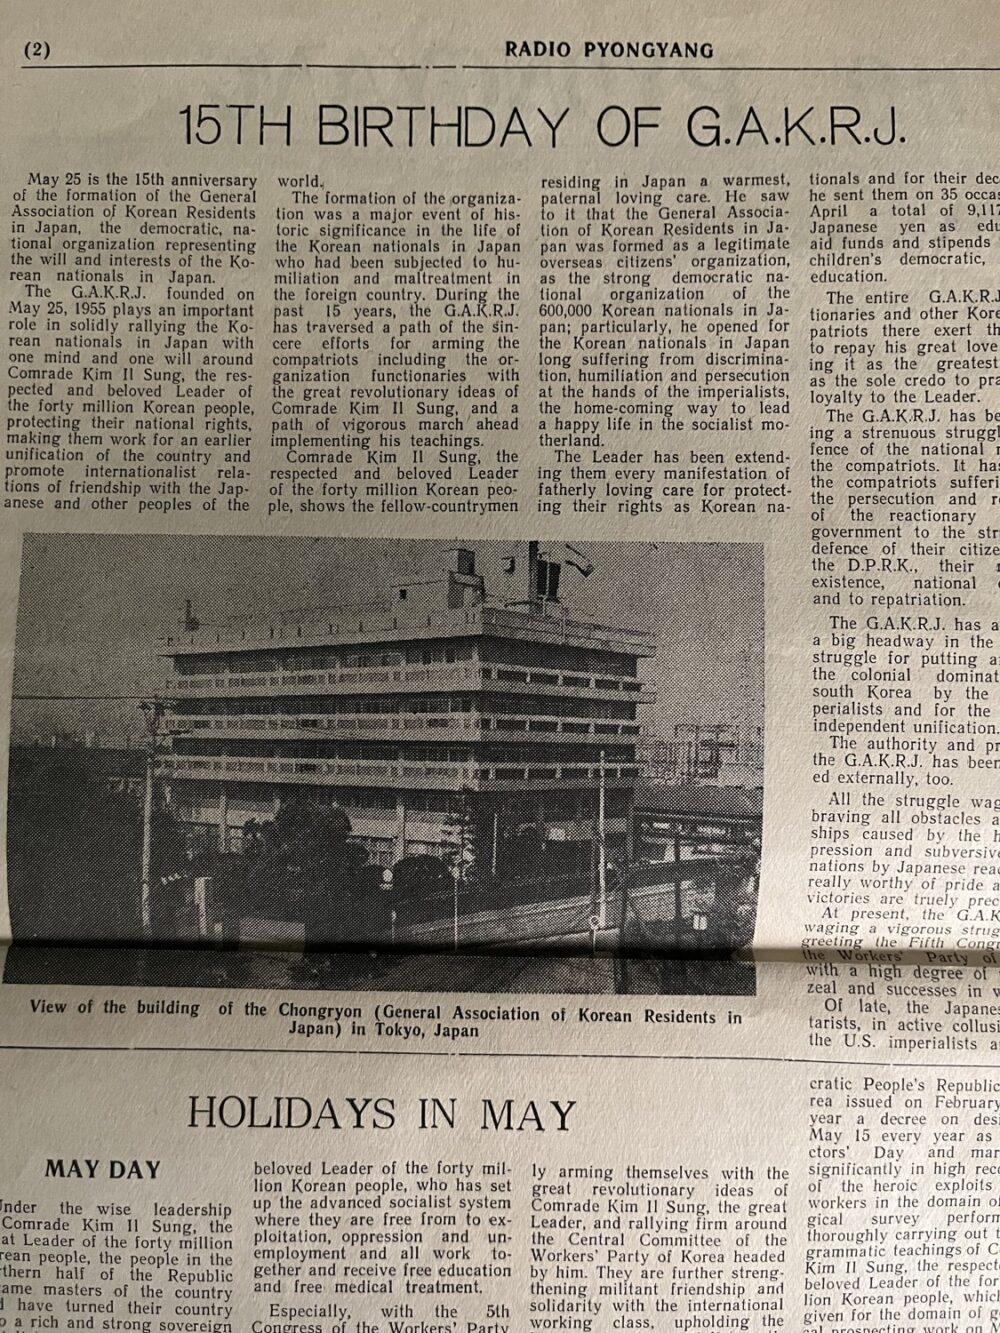 (2)
RADIO PYONGYANG
15TH BIRTHDAY OF G.A.K.R.J.
May 25 is the 15th anniversary
of the formation of the General
Association of Korean Residents
in Japan, the democratic, na-
tional organization representing
the will and interests of the Ko-
rean nationals in Japan.
The G.A.K.R.J. founded on
May 25, 1955 plays an important
role in solidly rallying the Ko-
rean nationals in Japan with
one mind and one will around
Comrade Kim Il Sung, the res-
pected and beloved Leader of
the forty million Korean people,
protecting their national rights,
making them work for an earlier
unification of the country and
promote internationalist rela-
tions of friendship with the Jap-
anese and other peoples of the
world.
The formation of the organiza-
tion was a major event of his-
toric significance in the life of
the Korean nationals in Japan
who had been subjected to hu-
miliation and maltreatment in
the foreign country. During the
past 15 years, the G.A.K.R.J.
has traversed a path of the sin-
cere efforts for arming the
compatriots including the or-
ganization functionaries with
the great revolutionary ideas of
Comrade Kim Il Sung, and a
path of vigorous march ahead
implementing his teachings.
Comrade Kim Il Sung, the
respected and beloved Leader
of the forty million Korean peo-
ple, shows the fellow-countrymen
residing in Japan a warmest,
paternal loving care. He saw
to it that the General Associa-
tion of Korean Residents in Ja-
pan was formed as a legitimate
overseas citizens' organization,
as the strong democratic na-
tional organization of the
600,000 Korean nationals in Ja-
pan; particularly, he opened for
the Korean nationals in Japan
long suffering from discrimina-
tion, humiliation and persecution
at the hands of the imperialists,
the home-coming way to lead
a happy life in the socialist mo-
therland.
The Leader has been extend-
ing them every manifestation of
fatherly loving care for protect-
ing their rights as Korean na-
tionals and for their
he sent them on 35
April a total of
Japanese yen as
aid funds and stipends
children's democratic,
education.
The entire G.A.K.R.J.
tionaries and other
patriots there exert
to repay his great love
ing it as the greatest
as the sole credo to
loyalty to the Leader.
The G.A.K.R.J. has
ing a strenuous
fence of the national
the compatriots. It has
the compatriots
the persecution and
of the reactionary
government to the
defence of their
the D.P.R.K., their
existence, national
and to repatriation.
The G.A.K.R.J. has
a big headway in the
struggle for putting
the colonial
south Korea by the
perialists and for the
independent unification.
The authority and
the G.A.K.R.J. has been
ed externally, too.
All the struggle
braving all obstacles
ships caused by the
pression and
nations by Japanese
really worthy of pride
victories are truely
At present, the
waging a vigorous
greeting the Fifth
the Workers' Party of
with a high degree of
zeal and successes in
Of late, the
tarists, in active
the U.S. imperialists
View of the building of the Chongryon (General Association of Korean Residents in
Japan) in Tokyo, Japan
HOLIDAYS IN MAY
MAY DAY
Under the wise leadership
Comrade Kim Il Sung, the
Leader of the forty million
people, the people in the
half of the Republic
masters of the country
have turned their country
a rich and strong sovereign
beloved Leader of the forty mil-
lion Korean people, who has set
up the advanced socialist system
where they are free from to ex-
ploitation, oppression and un-
employment and all work to-
gether and receive free education
and free medical treatment.
Especially, with the 5th
Congress of the Workers' Party
ly arming themselves with the
great revolutionary ideas of
Comrade Kim Il Sung, the great
Leader, and rallying firm around
the Central Committee of the
Workers' Party of Korea headed
by him. They are further streng-
thening militant friendship and
solidarity with the international
working class, upholding the
cratic People's Republic
rea issued on February
year a decree on
May 15 every year as
ctors' Day and
significantly in high
of the heroic exploits
workers in the domain
gical survey
thoroughly carrying out
grammatic teachings of
Kim Il Sung, the
beloved Leader of the
lion Korean people,
given for the domain of